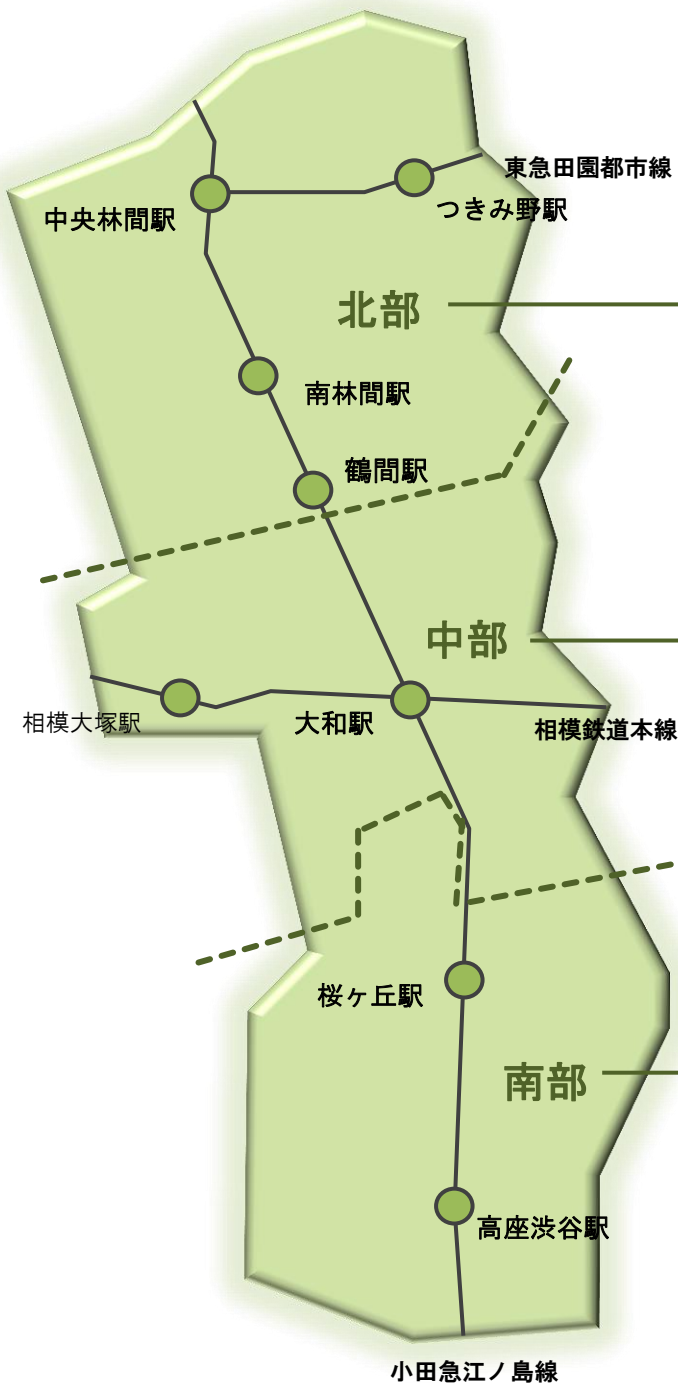 東急田園都市線
中央林間駅
つきみ野駅
北部
南林間駅
鶴間駅
中部
相模大塚駅
大和駅
相模鉄道本線
桜ヶ丘駅
南部
高座渋谷駅
小田急江ノ島線